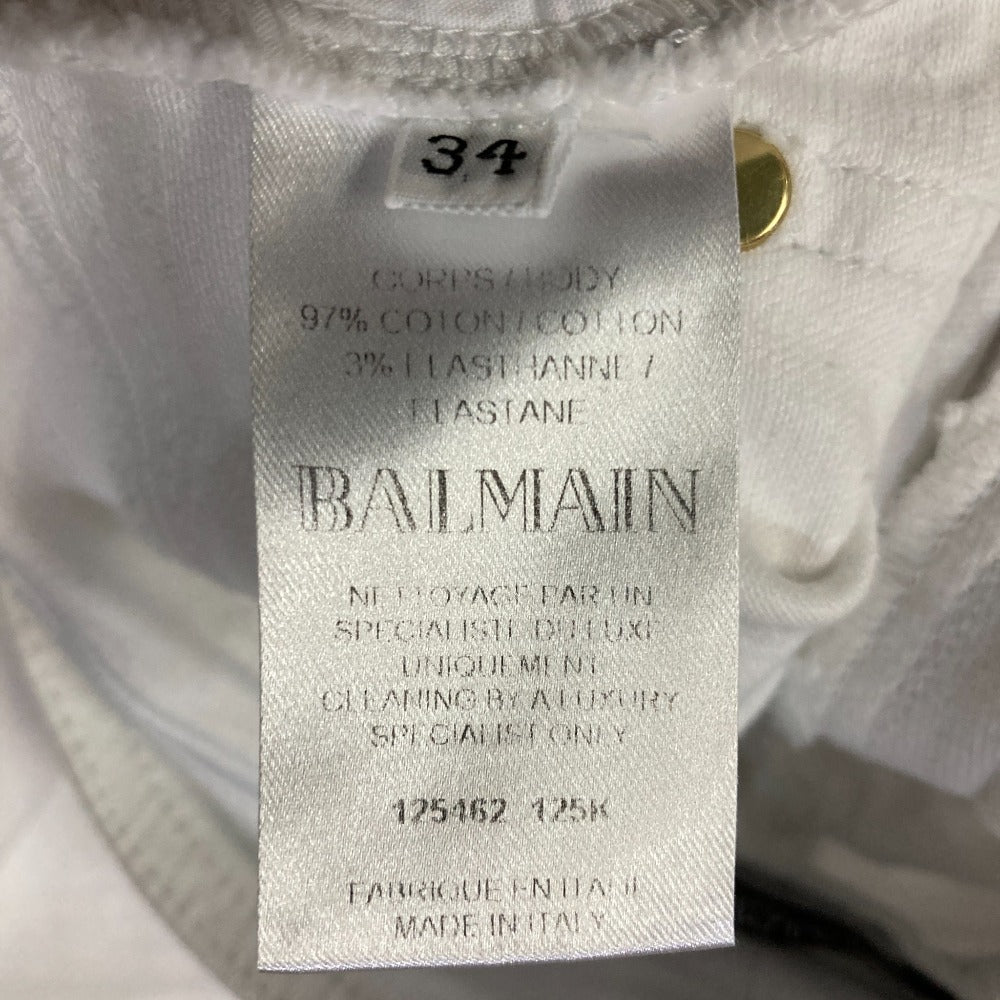 34
CORPS / BODY
97% COTON / COTTON
3% ELASTHANNE /
ELASTANE
BALMAIN
NETTOYAGE PAR UN
SPECIALISTE DU LUXE
UNIQUEMENT
CLEANING BY A LUXURY
SPECIALIST ONLY
125462 125K
FABRIQUE EN ITALIE
MADE IN ITALY